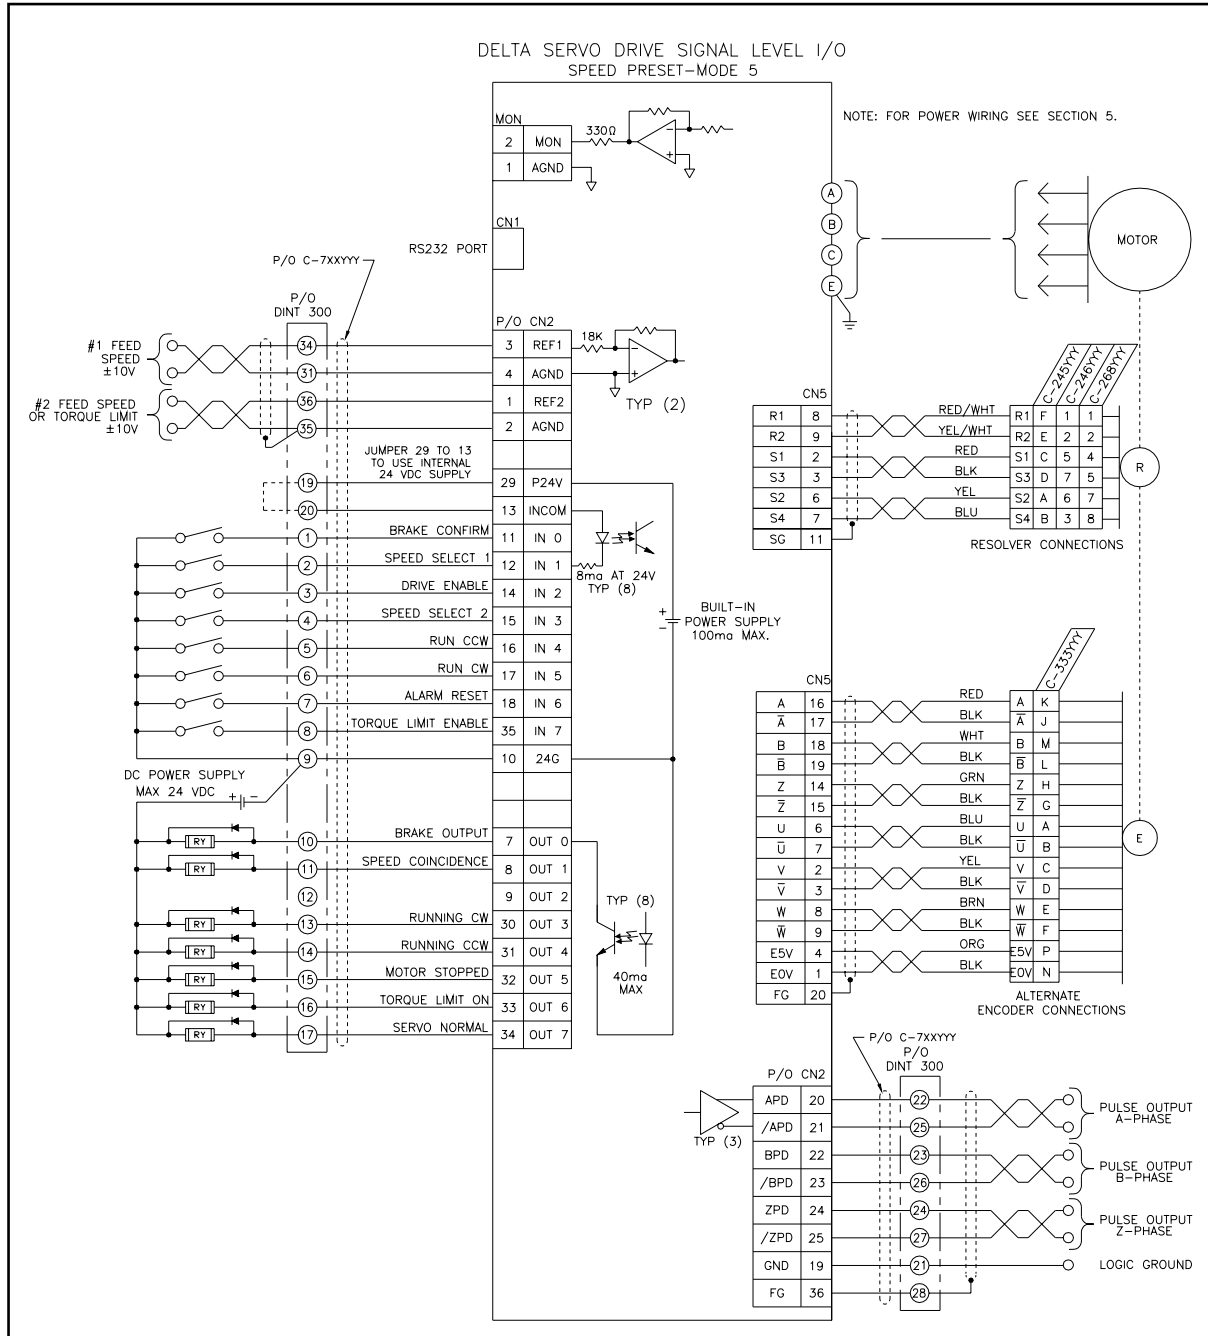 DELTA SERVO DRIVE SIGNAL LEVEL I/O
SPEED PRESET-MODE 5
NOTE: FOR POWER WIRING SEE SECTION 5.
MON
2 MON
1 AGND
330Ω
CN1
RS232 PORT
A
B
C
E
MOTOR
P/O C-7XXYYY
P/O
DINT 300
P/O CN2
#1 FEED
SPEED
±10V
34
3 REF1
18K
31
4 AGND
#2 FEED SPEED
OR TORQUE LIMIT
±10V
36
1 REF2
35
2 AGND
TYP (2)
JUMPER 29 TO 13
TO USE INTERNAL
24 VDC SUPPLY
19
29 P24V
20
13 INCOM
1 BRAKE CONFIRM 11 IN 0
2 SPEED SELECT 1 12 IN 1
3 DRIVE ENABLE 14 IN 2
4 SPEED SELECT 2 15 IN 3
5 RUN CCW 16 IN 4
6 RUN CW 17 IN 5
7 ALARM RESET 18 IN 6
8 TORQUE LIMIT ENABLE 35 IN 7
9 10 24G
8ma AT 24V
TYP (8)
+
−
BUILT-IN
POWER SUPPLY
100ma MAX.
DC POWER SUPPLY
MAX 24 VDC
+ −
RY 10 BRAKE OUTPUT 7 OUT 0
RY 11 SPEED COINCIDENCE 8 OUT 1
12 9 OUT 2
RY 13 RUNNING CW 30 OUT 3
RY 14 RUNNING CCW 31 OUT 4
RY 15 MOTOR STOPPED 32 OUT 5
RY 16 TORQUE LIMIT ON 33 OUT 6
RY 17 SERVO NORMAL 34 OUT 7
TYP (8)
40ma
MAX
CN5
C-245YYY
C-246YYY
C-268YYY
R1 8 RED/WHT R1 F 1 1
R2 9 YEL/WHT R2 E 2 2
S1 2 RED S1 C 5 4
S3 3 BLK S3 D 7 5
S2 6 YEL S2 A 6 7
S4 7 BLU S4 B 3 8
SG 11
R
RESOLVER CONNECTIONS
CN5
C-333YYY
A 16 RED A K
A̅ 17 BLK A̅ J
B 18 WHT B M
B̅ 19 BLK B̅ L
Z 14 GRN Z H
Z̅ 15 BLK Z̅ G
U 6 BLU U A
U̅ 7 BLK U̅ B
V 2 YEL V C
V̅ 3 BLK V̅ D
W 8 BRN W E
W̅ 9 BLK W̅ F
E5V 4 ORG E5V P
E0V 1 BLK E0V N
FG 20
E
ALTERNATE
ENCODER CONNECTIONS
P/O C-7XXYYY
P/O
DINT 300
P/O CN2
APD 20 22
/APD 21 25
PULSE OUTPUT
A-PHASE
TYP (3)
BPD 22 23
/BPD 23 26
PULSE OUTPUT
B-PHASE
ZPD 24 24
/ZPD 25 27
PULSE OUTPUT
Z-PHASE
GND 19 21 LOGIC GROUND
FG 36 28